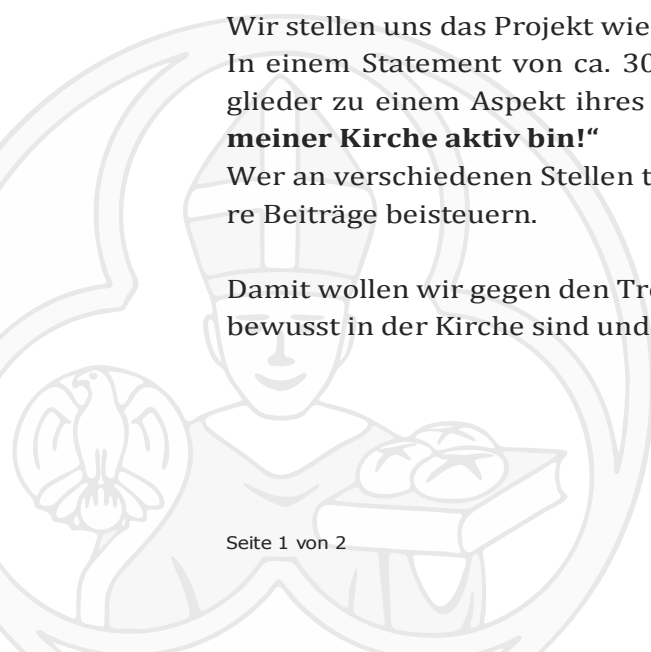 Wir stellen uns das Projekt wie
In einem Statement von ca. 30
glieder zu einem Aspekt ihres
meiner Kirche aktiv bin!“
Wer an verschiedenen Stellen t
re Beiträge beisteuern.
Damit wollen wir gegen den Tre
bewusst in der Kirche sind und
Seite 1 von 2